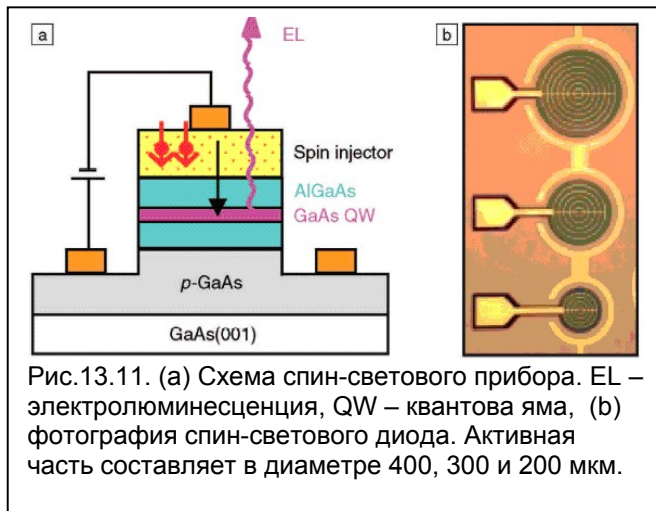 a
EL
b
Spin injector
AlGaAs
GaAs QW
p-GaAs
GaAs(001)
Рис.13.11. (a) Схема спин-светового прибора. EL –
электролюминесценция, QW – квантова яма, (b)
фотография спин-светового диода. Активная
часть составляет в диаметре 400, 300 и 200 мкм.